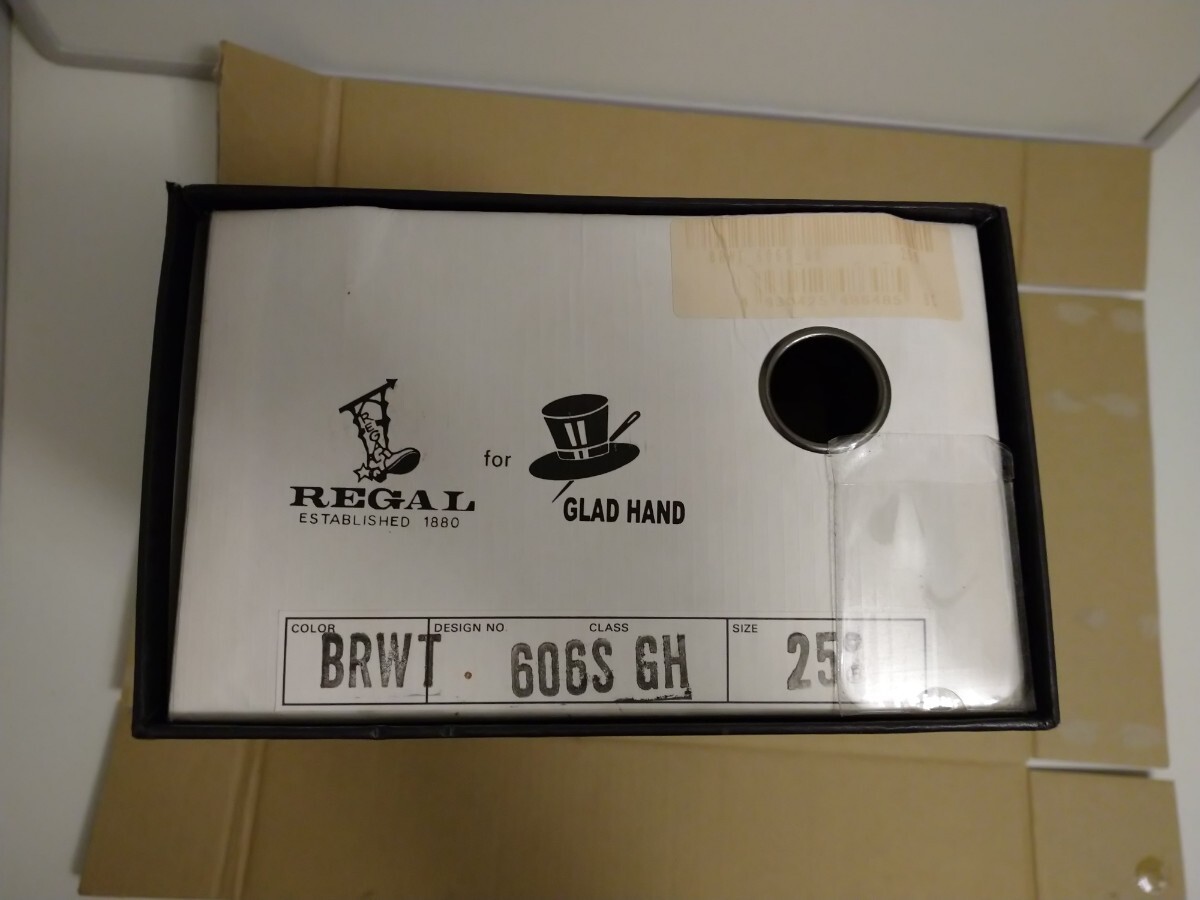 REGAL
REGAL
ESTABLISHED 1880
for
GLAD HAND
COLOR DESIGN NO CLASS SIZE
BRWT 606S GH 25